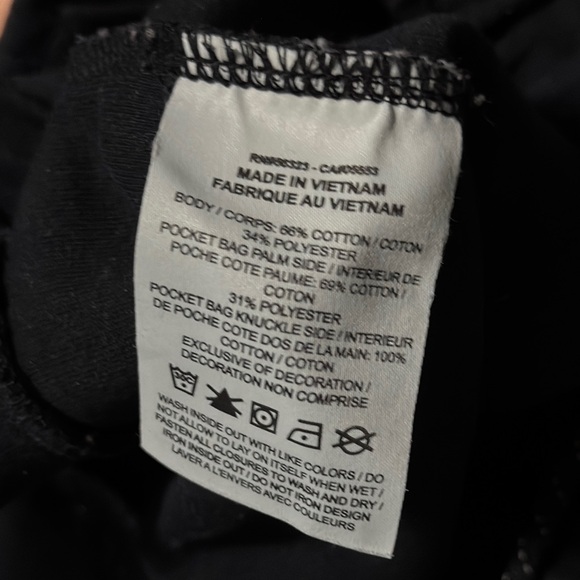 MADE IN VIETNAM
FABRIQUE AU VIETNAM
BODY / CORPS: 66% COTTON / COTON
34% POLYESTER
POCKET BAG PALM SIDE / INTERIEUR DE
POCHE COTE PAUME: 69% COTTON /
COTON
31% POLYESTER
POCKET BAG KNUCKLE SIDE / INTERIEUR
DE POCHE COTE DOS DE LA MAIN: 100%
COTTON / COTON
EXCLUSIVE OF DECORATION /
DECORATION NON COMPRISE
WASH INSIDE OUT WITH LIKE COLORS / DO
NOT ALLOW TO LAY ON ITSELF WHEN WET /
FASTEN ALL CLOSURES TO WASH AND DRY /
IRON INSIDE OUT / DO NOT IRON DESIGN
LAVER A L'ENVERS AVEC COULEURS